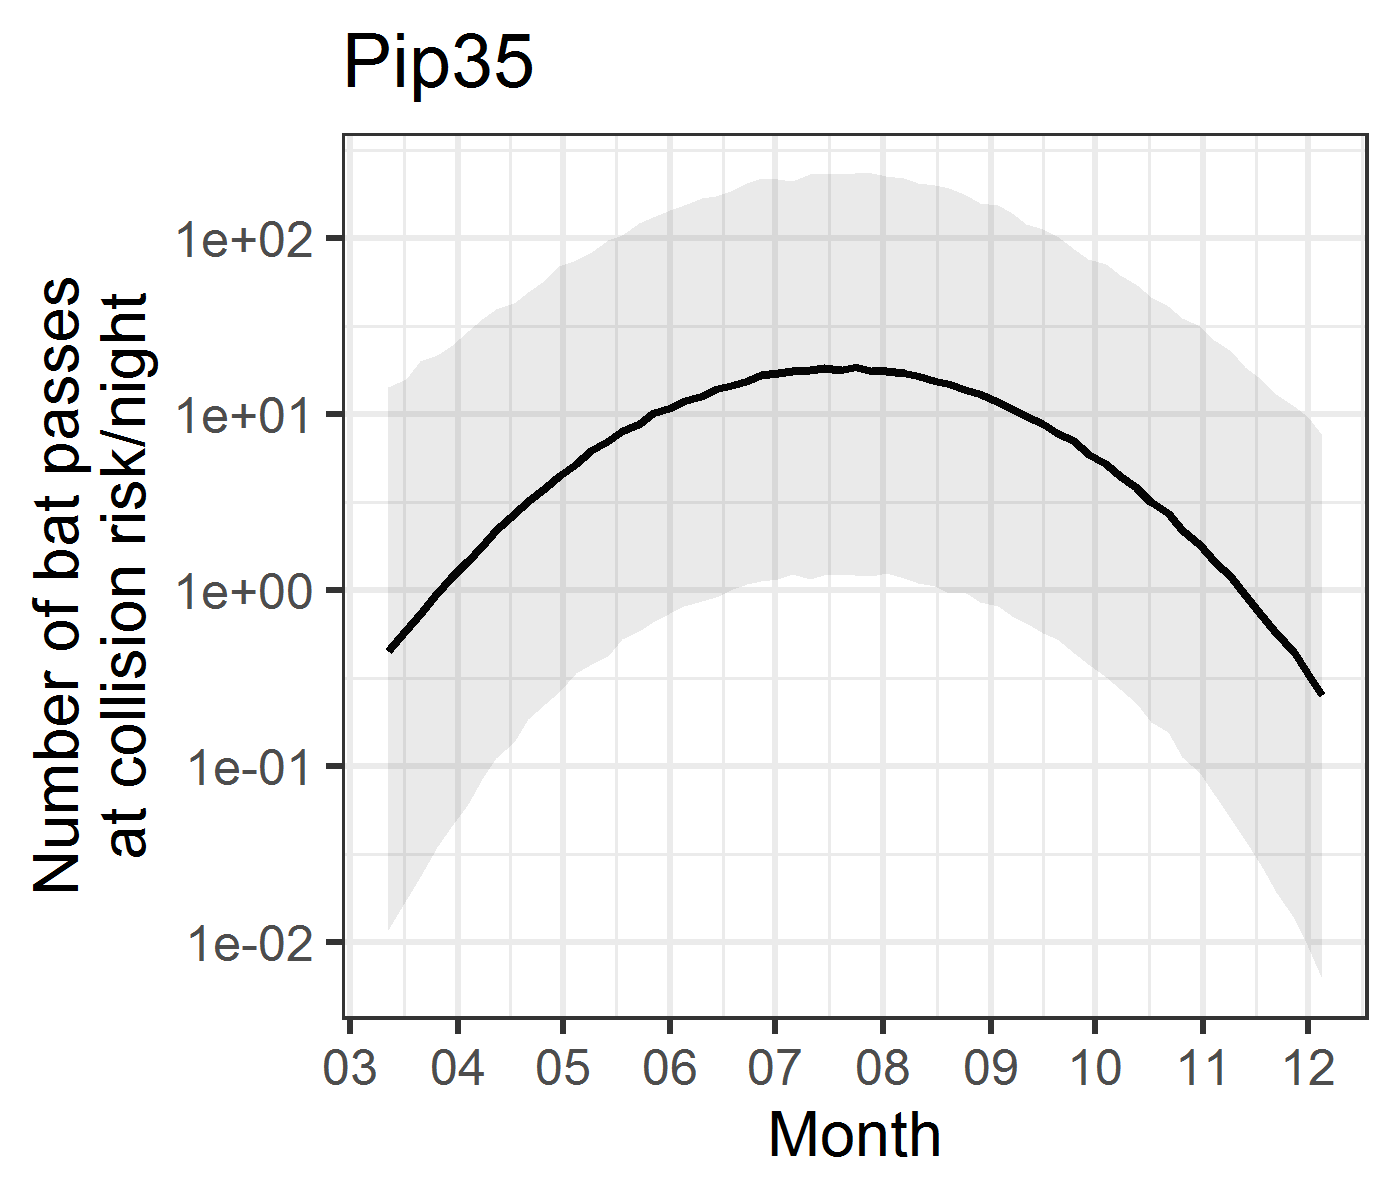 Pip35
Number of bat passes
at collision risk/night
1e+02
1e+01
1e+00
1e-01
1e-02
03 04 05 06 07 08 09 10 11 12
Month